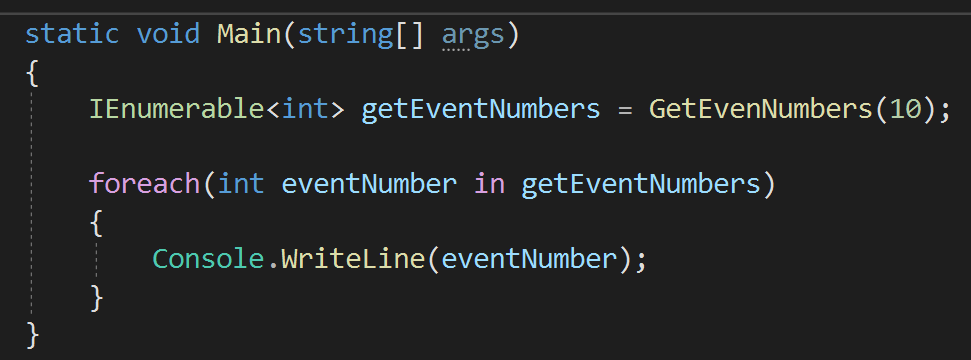 static void Main(string[] args)
{
IEnumerable<int> getEventNumbers = GetEvenNumbers(10);
foreach(int eventNumber in getEventNumbers)
{
Console.WriteLine(eventNumber);
}
}